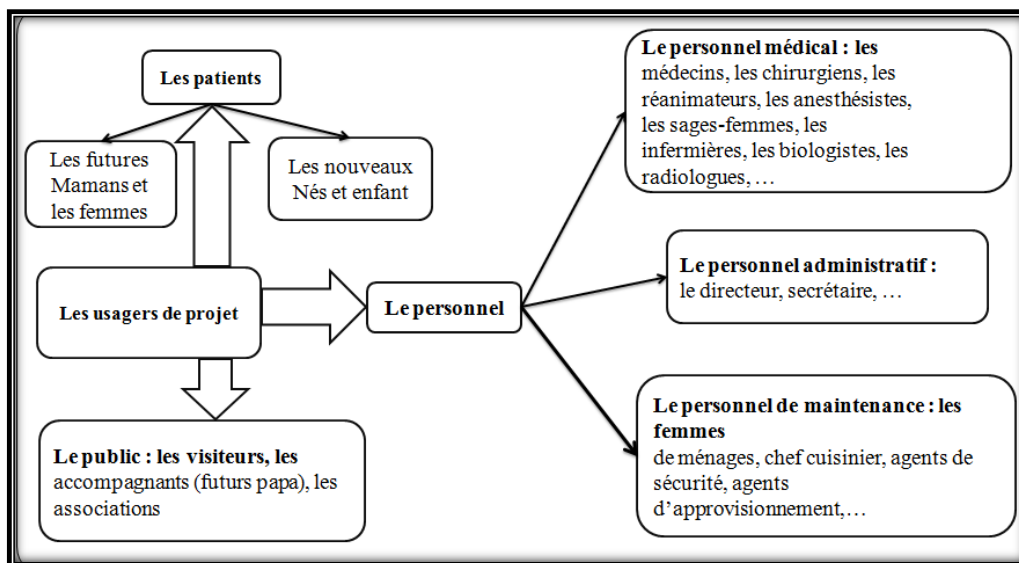 Les patients
Les futures
Mamans et
les femmes
Les nouveaux
Nés et enfant
Les usagers de projet
Le public : les visiteurs, les
accompagnants (futurs papa), les
associations
Le personnel
Le personnel médical : les
médecins, les chirurgiens, les
réanimateurs, les anesthésistes,
les sages-femmes, les
infermières, les biologistes, les
radiologues, …
Le personnel administratif :
le directeur, secrétaire, …
Le personnel de maintenance : les
femmes
de ménages, chef cuisinier, agents de
sécurité, agents
d’approvisionnement,…